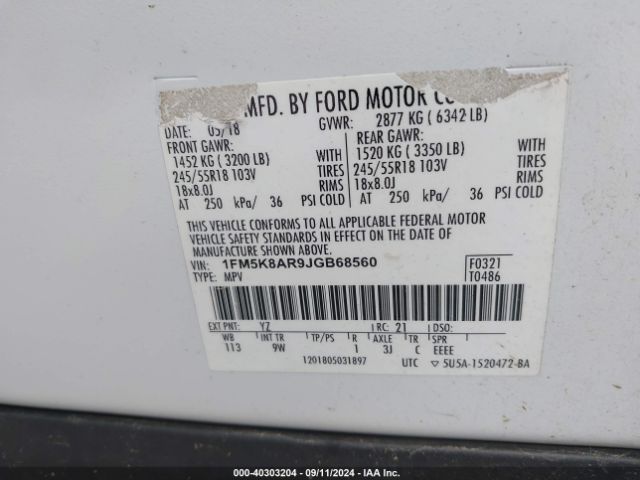 MFD. BY FORD MOTOR CO
DATE: 05/18 GVWR: 2877 KG ( 6342 LB)
FRONT GAWR: REAR GAWR:
1452 KG ( 3200 LB) WITH 1520 KG ( 3350 LB) WITH
245/55R18 103V TIRES 245/55R18 103V TIRES
18x8.0J RIMS 18x8.0J RIMS
AT 250 kPa/ 36 PSI COLD AT 250 kPa/ 36 PSI COLD
THIS VEHICLE CONFORMS TO ALL APPLICABLE FEDERAL MOTOR
VEHICLE SAFETY STANDARDS IN EFFECT ON THE DATE OF
MANUFACTURE SHOWN ABOVE.
VIN: 1FM5K8AR9JGB68560 F0321
TYPE: MPV T0486
EXT PNT: YZ RC: 21 DSO:
WB INT TR TP/PS R AXLE TR SPR
113 9W 1 3J C EEEE
1201805031897 UTC ▽ 5U5A-1520472-BA
000-40303204 - 09/11/2024 - IAA Inc.